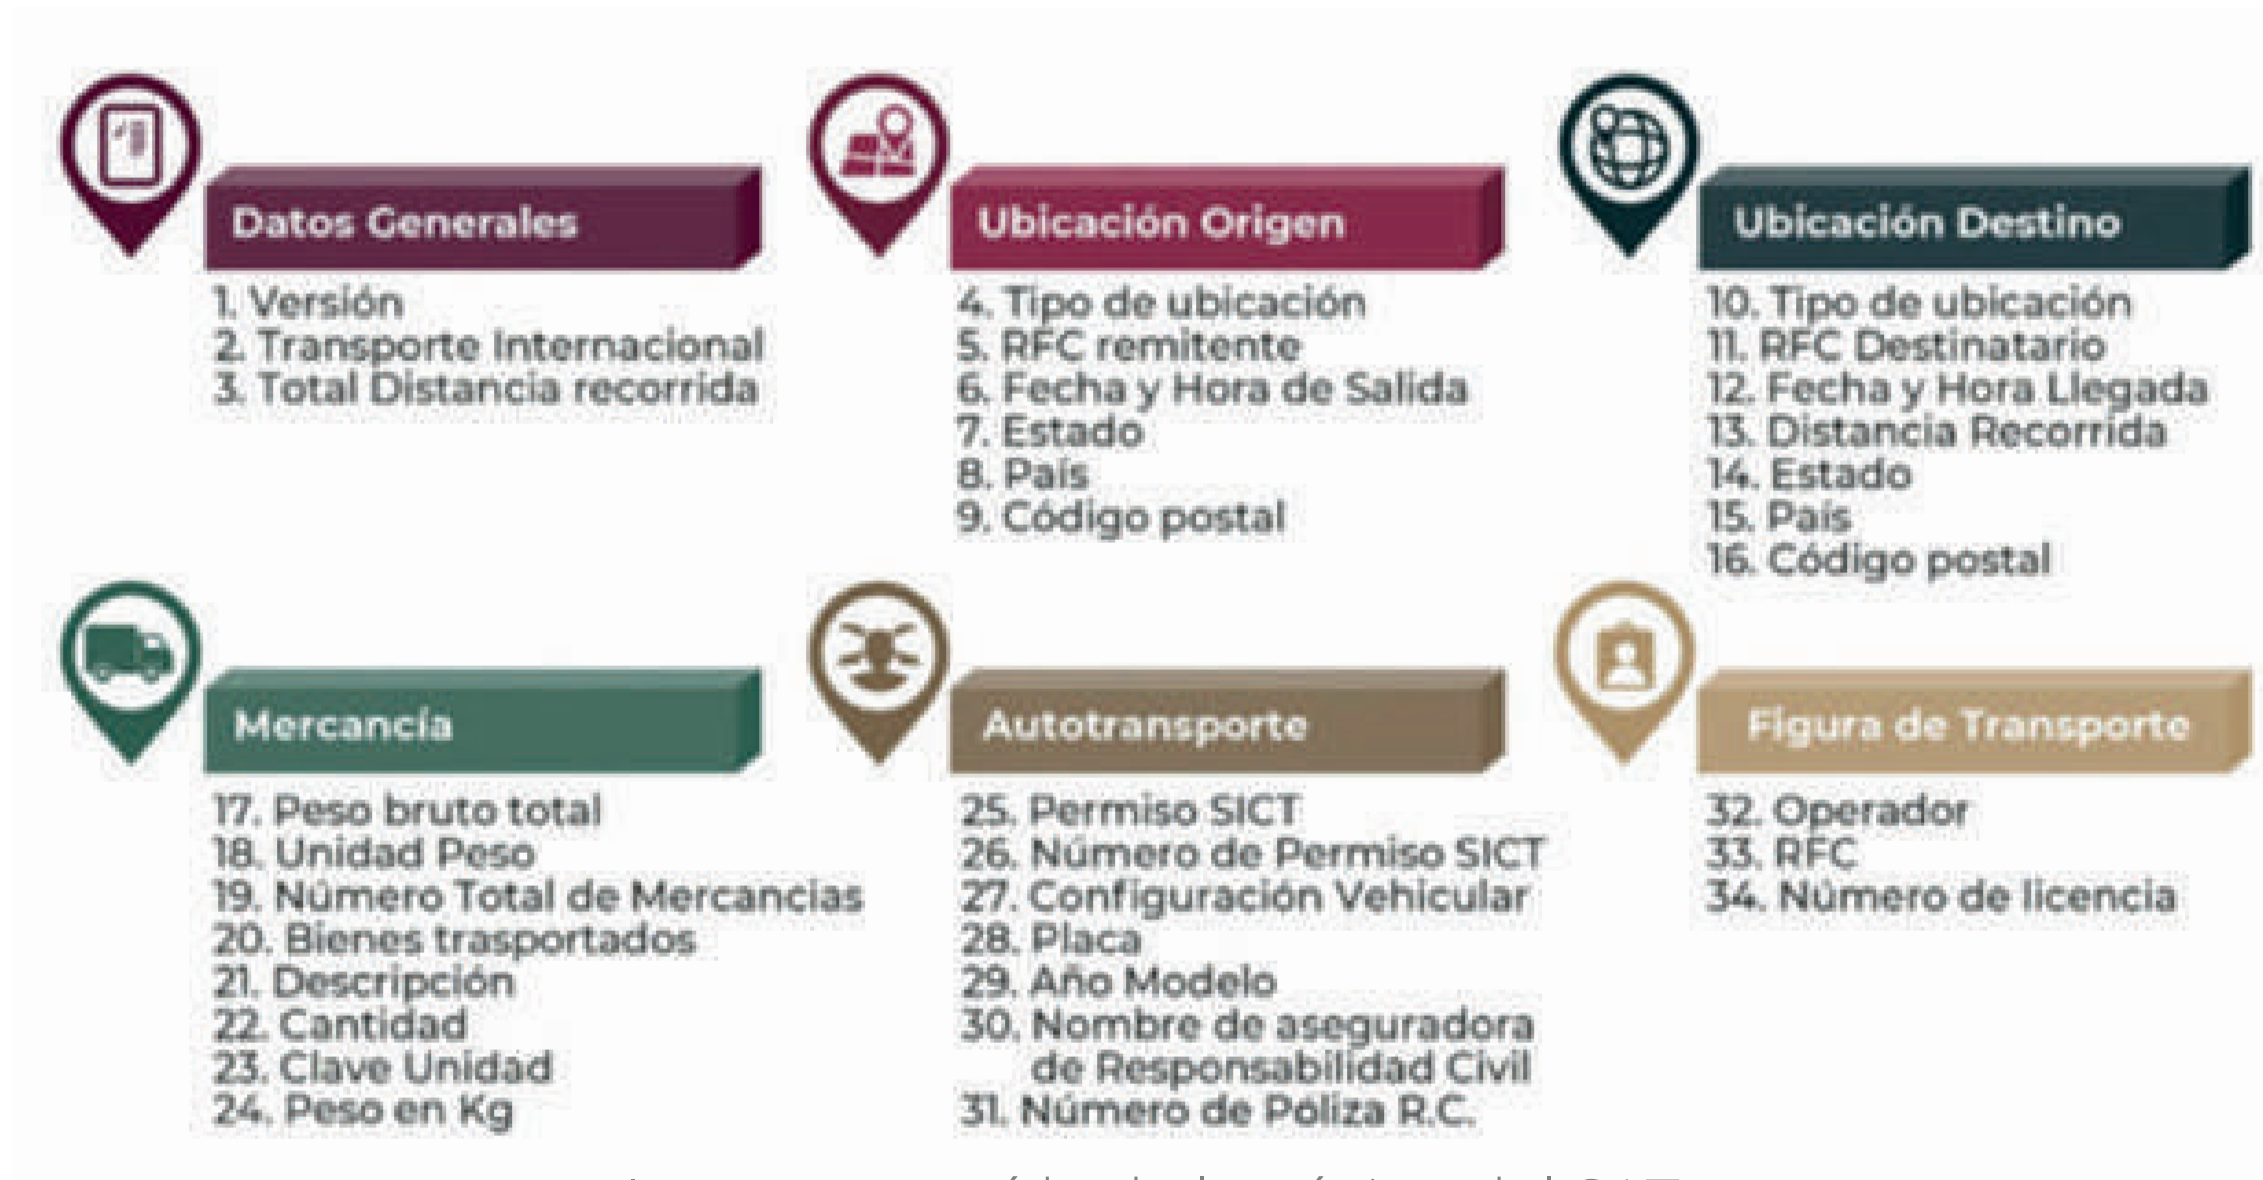 Datos Generales
1. Versión
2. Transporte Internacional
3. Total Distancia recorrida
Ubicación Origen
4. Tipo de ubicación
5. RFC remitente
6. Fecha y Hora de Salida
7. Estado
8. País
9. Código postal
Ubicación Destino
10. Tipo de ubicación
11. RFC Destinatario
12. Fecha y Hora Llegada
13. Distancia Recorrida
14. Estado
15. País
16. Código postal
Mercancía
17. Peso bruto total
18. Unidad Peso
19. Número Total de Mercancias
20. Bienes trasportados
21. Descripción
22. Cantidad
23. Clave Unidad
24. Peso en Kg
Autotransporte
25. Permiso SICT
26. Número de Permiso SICT
27. Configuración Vehicular
28. Placa
29. Año Modelo
30. Nombre de aseguradora
de Responsabilidad Civil
31. Número de Póliza R.C.
Figura de Transporte
32. Operador
33. RFC
34. Número de licencia